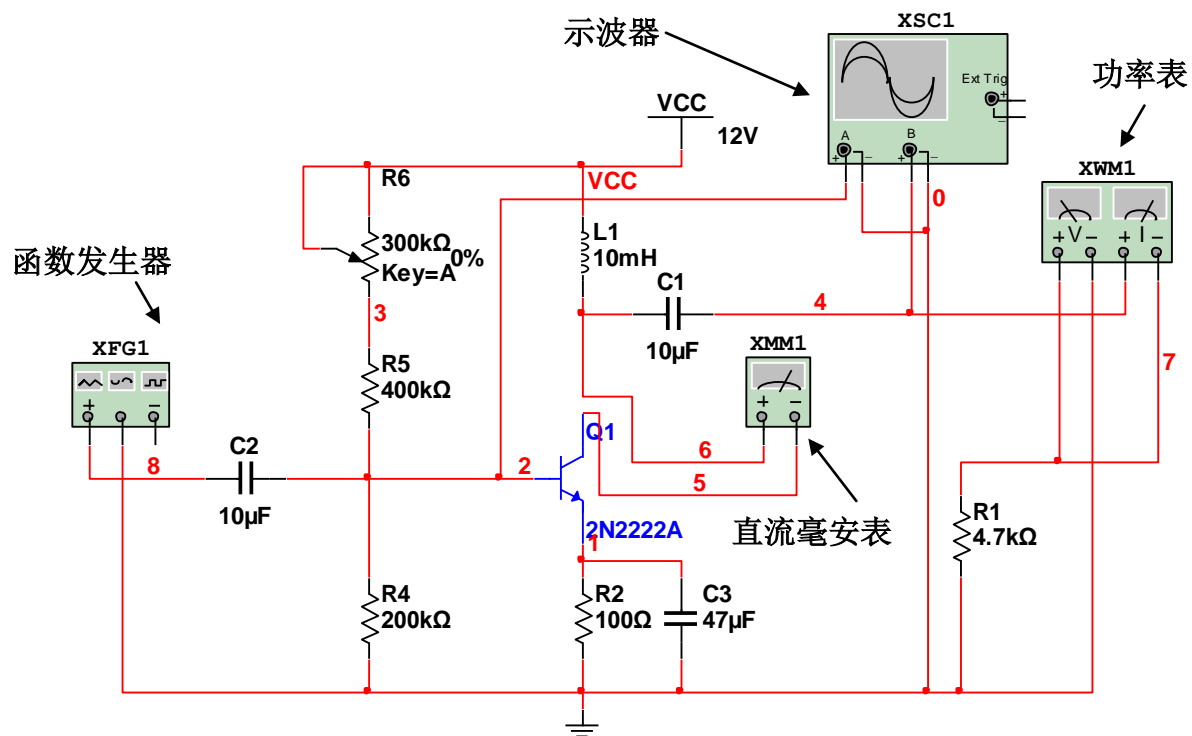 XSC1
示波器
Ext Trig
+
−
A
B
+ − + −
功率表
VCC
12V
R6
VCC
0
XWM1
+ V − + I −
函数发生器
300kΩ
0%
Key=A
L1
10mH
C1
10µF
4
3
XFG1
+ −
R5
400kΩ
XMM1
+ −
7
8
C2
10µF
2
Q1
6
5
2N2222A
1
直流毫安表
R1
4.7kΩ
R4
200kΩ
R2
100Ω
C3
47µF